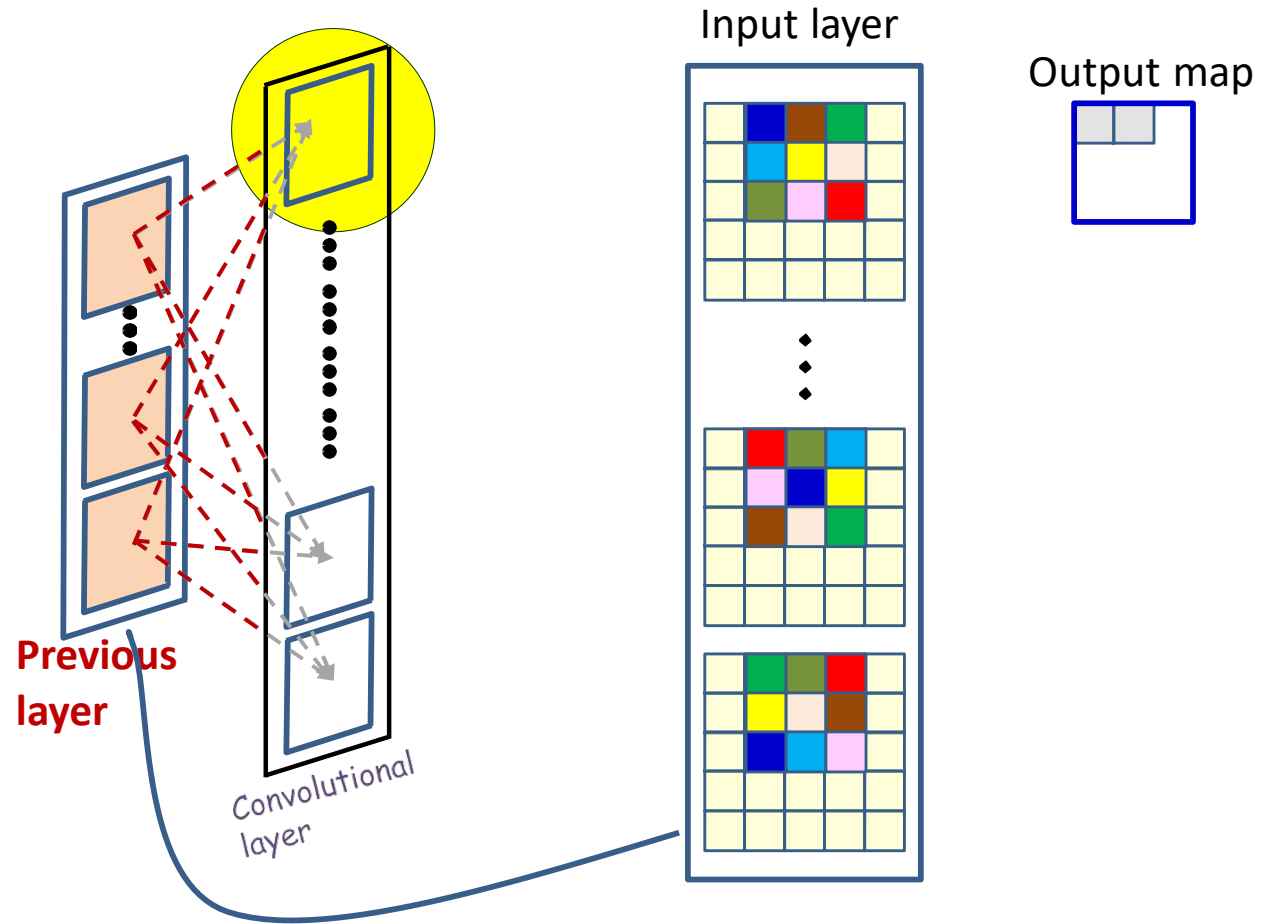 Input layer
Output map
Previous
layer
Convolutional
layer